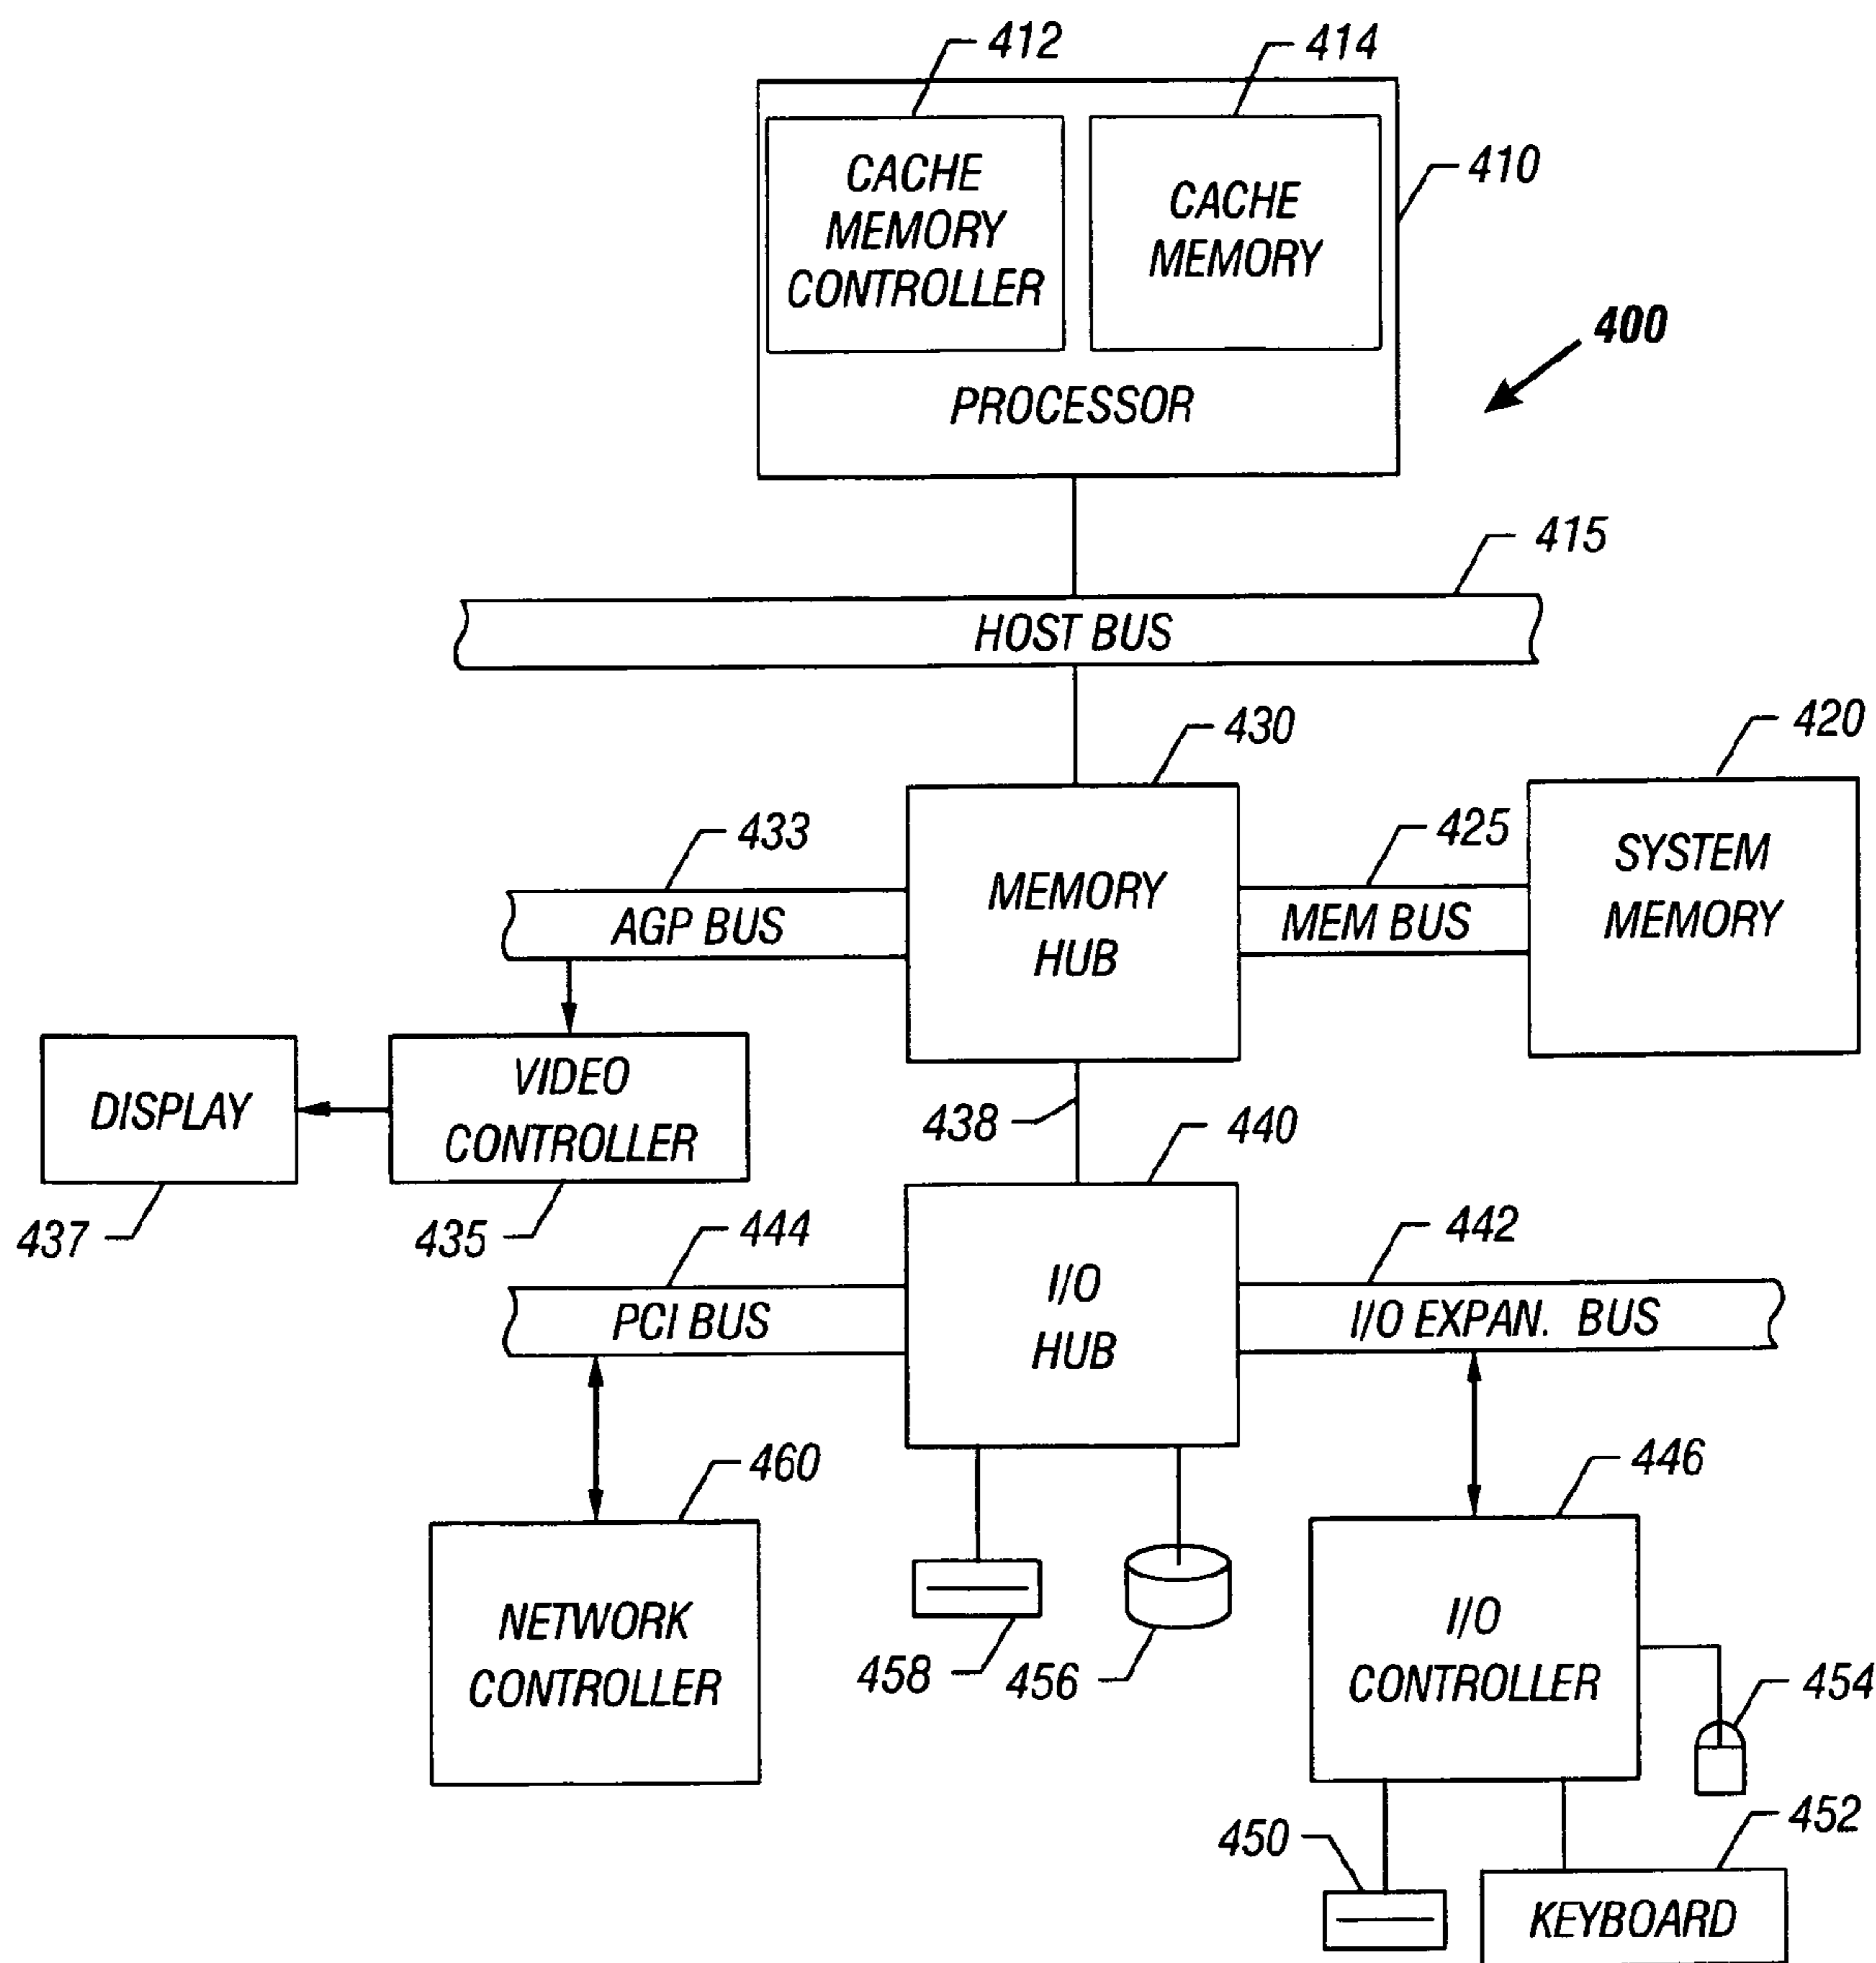 412
414
CACHE
MEMORY
CONTROLLER
CACHE
MEMORY
410
PROCESSOR
400
415
HOST BUS
430
420
433
425
MEMORY
HUB
SYSTEM
MEMORY
AGP BUS
MEM BUS
DISPLAY
VIDEO
CONTROLLER
438
440
437
435
444
442
I/O
HUB
PCI BUS
I/O EXPAN. BUS
460
446
NETWORK
CONTROLLER
458
456
I/O
CONTROLLER
454
450
452
KEYBOARD